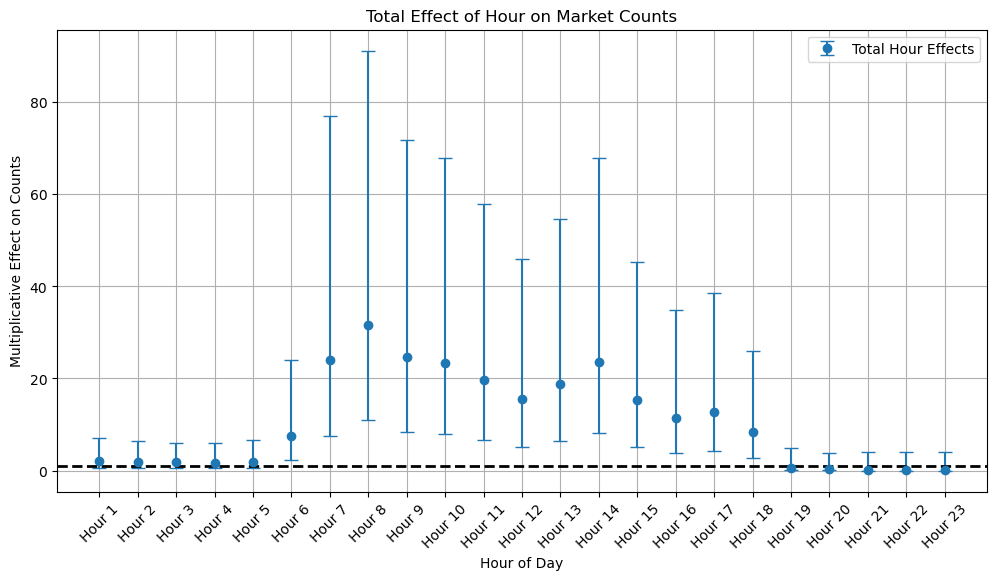 Total Effect of Hour on Market Counts
Total Hour Effects
Multiplicative Effect on Counts
80
60
40
20
0
Hour 1
Hour 2
Hour 3
Hour 4
Hour 5
Hour 6
Hour 7
Hour 8
Hour 9
Hour 10
Hour 11
Hour 12
Hour 13
Hour 14
Hour 15
Hour 16
Hour 17
Hour 18
Hour 19
Hour 20
Hour 21
Hour 22
Hour 23
Hour of Day